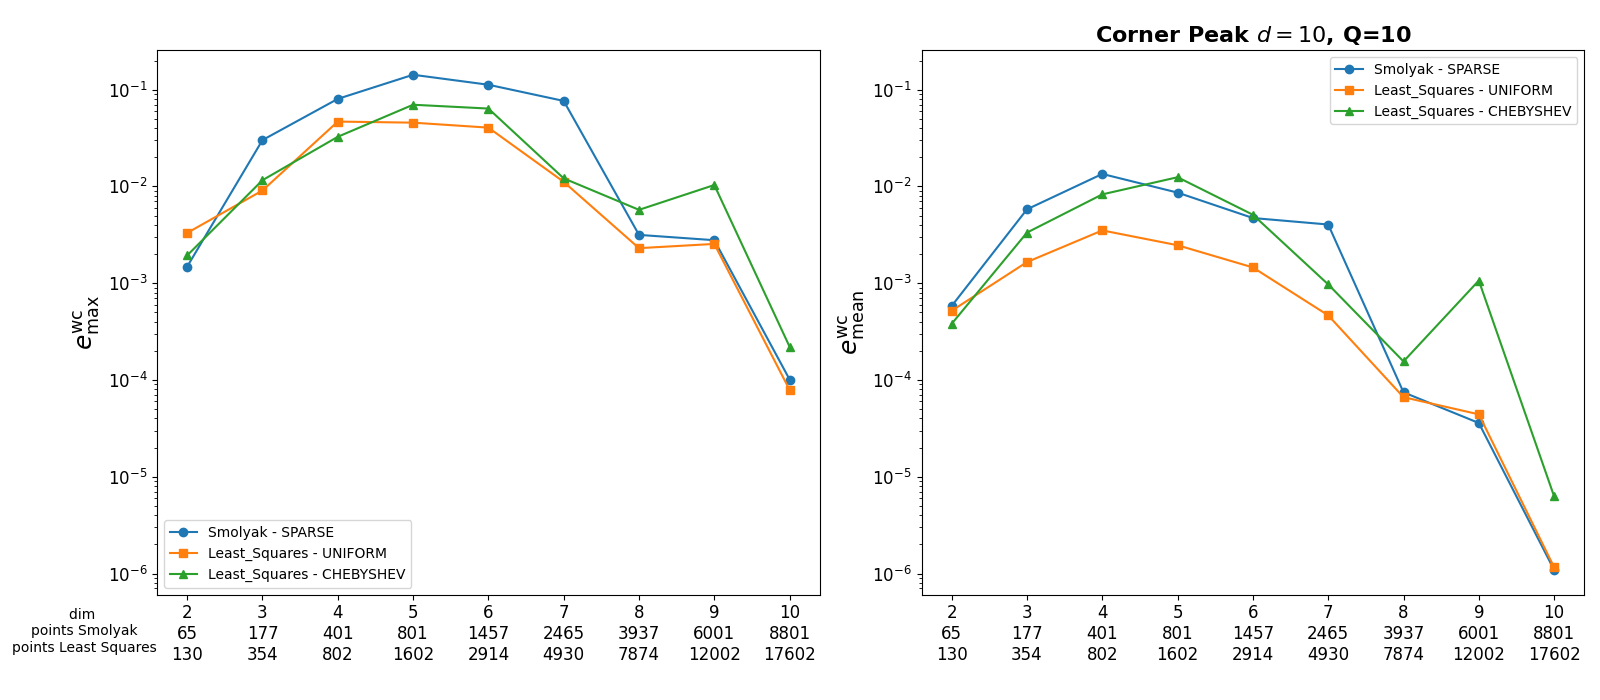 Corner Peak d = 10, Q=10
10⁻¹
10⁻²
10⁻³
10⁻⁴
10⁻⁵
10⁻⁶
e^wc_max
Smolyak - SPARSE
Least_Squares - UNIFORM
Least_Squares - CHEBYSHEV
dim
points Smolyak
points Least Squares
2 3 4 5 6 7 8 9 10
65 177 401 801 1457 2465 3937 6001 8801
130 354 802 1602 2914 4930 7874 12002 17602
10⁻¹
10⁻²
10⁻³
10⁻⁴
10⁻⁵
10⁻⁶
e^wc_mean
Smolyak - SPARSE
Least_Squares - UNIFORM
Least_Squares - CHEBYSHEV
2 3 4 5 6 7 8 9 10
65 177 401 801 1457 2465 3937 6001 8801
130 354 802 1602 2914 4930 7874 12002 17602